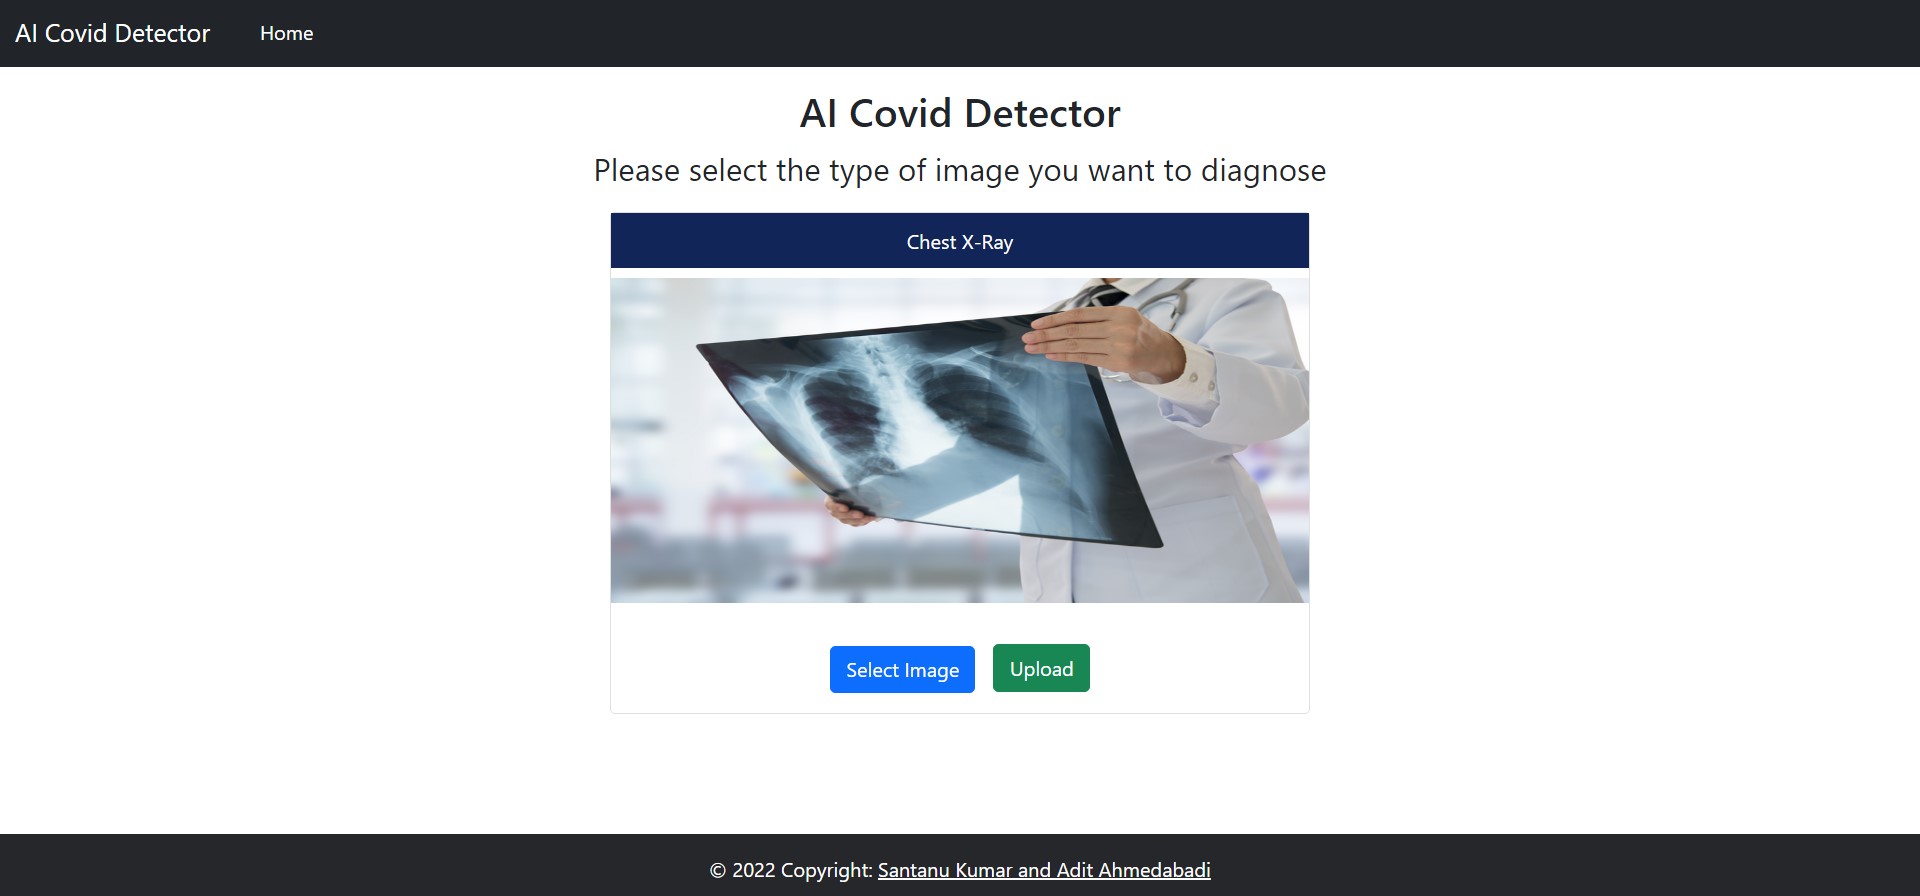 AI Covid Detector Home
AI Covid Detector
Please select the type of image you want to diagnose
Chest X-Ray
Select Image Upload
© 2022 Copyright: Santanu Kumar and Adit Ahmedabadi